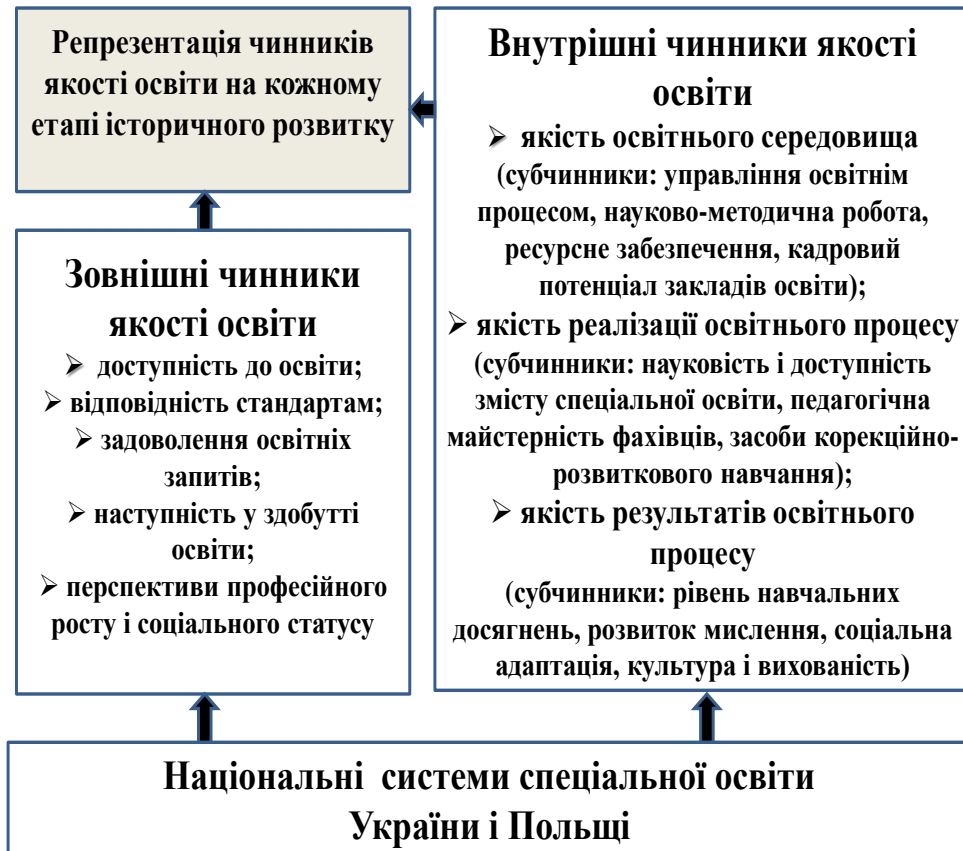 Репрезентація чинників
якості освіти на кожному
етапі історичного розвитку
Зовнішні чинники
якості освіти
➢ доступність до освіти;
➢ відповідність стандартам;
➢ задоволення освітніх
запитів;
➢ наступність у здобутті
освіти;
➢ перспективи професійного
росту і соціального статусу
Внутрішні чинники якості
освіти
➢ якість освітнього середовища
(субчинники: управління освітнім
процесом, науково-методична робота,
ресурсне забезпечення, кадровий
потенціал закладів освіти);
➢ якість реалізації освітнього процесу
(субчинники: науковість і доступність
змісту спеціальної освіти, педагогічна
майстерність фахівців, засоби корекційно-
розвиткового навчання);
➢ якість результатів освітнього
процесу
(субчинники: рівень навчальних
досягнень, розвиток мислення, соціальна
адаптація, культура і вихованість)
Національні системи спеціальної освіти
України і Польщі